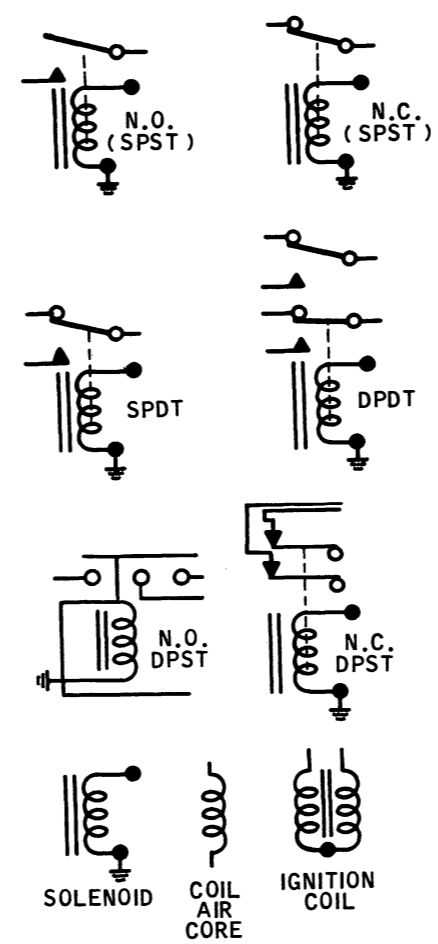 N.O.
(SPST)
N.C.
(SPST)
SPDT
DPDT
N.O.
DPST
N.C.
DPST
SOLENOID
COIL
AIR
CORE
IGNITION
COIL